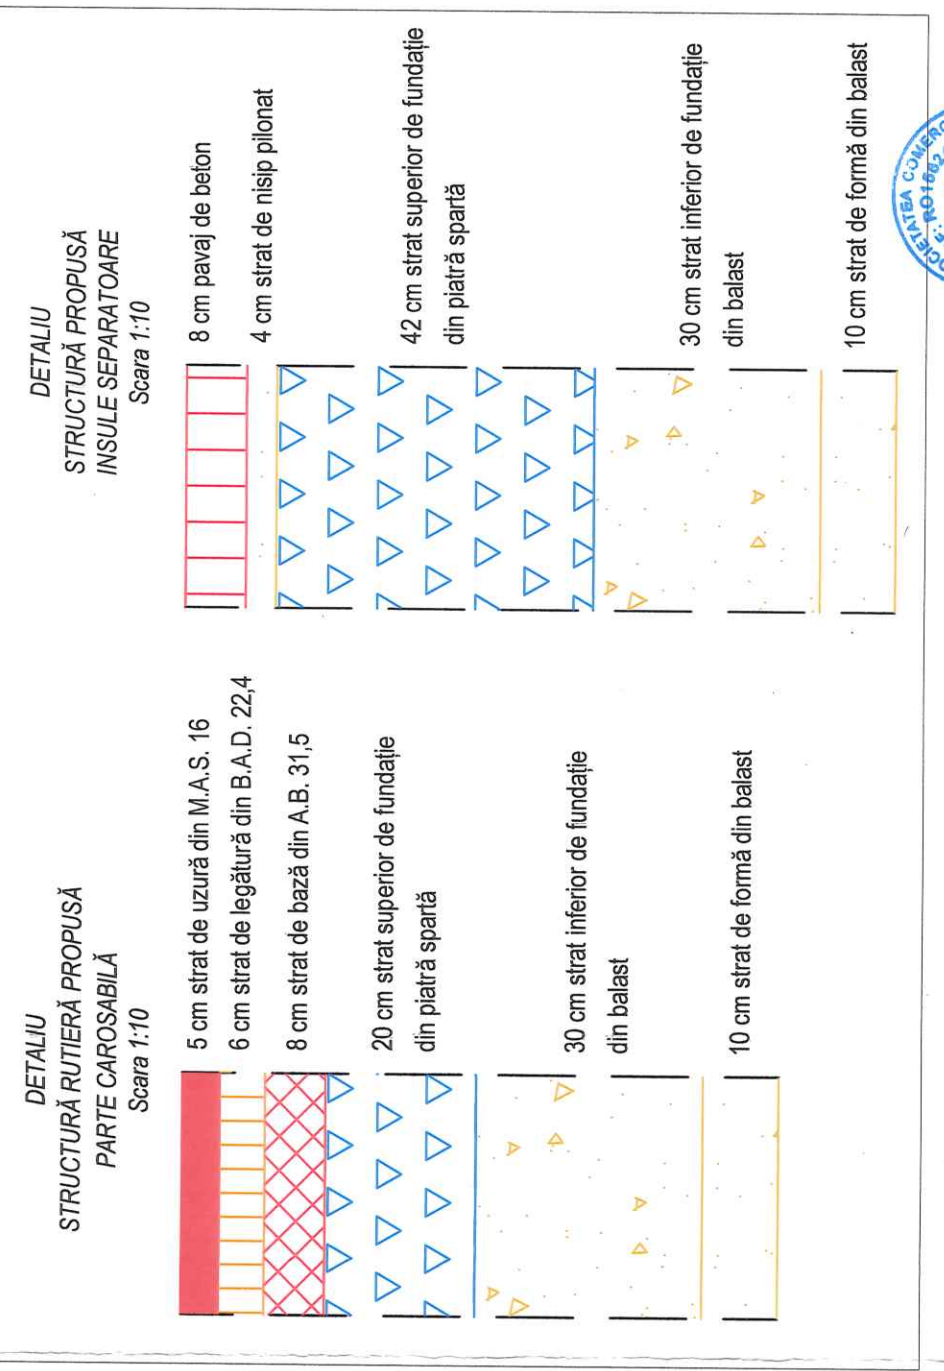 DETALIU
STRUCTURĂ RUTIERĂ PROPUSĂ
PARTE CAROSABILĂ
Scara 1:10
5 cm strat de uzură din M.A.S. 16
6 cm strat de legătură din B.A.D. 22,4
8 cm strat de bază din A.B. 31,5
20 cm strat superior de fundație
din piatră spartă
30 cm strat inferior de fundație
din balast
10 cm strat de formă din balast
DETALIU
STRUCTURĂ PROPUSĂ
INSULE SEPARATOARE
Scara 1:10
8 cm pavaj de beton
4 cm strat de nisip pilonat
42 cm strat superior de fundație
din piatră spartă
30 cm strat inferior de fundație
din balast
10 cm strat de formă din balast